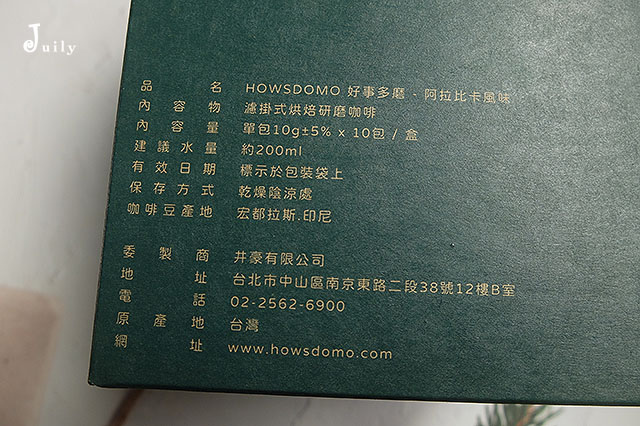 Juily
品名 HOWSDOMO 好事多磨 - 阿拉比卡風味
內容物 濾掛式烘焙研磨咖啡
內容量 單包10g±5% x 10包 / 盒
建議水量 約200ml
有效日期 標示於包裝袋上
保存方式 乾燥陰涼處
咖啡豆產地 宏都拉斯.印尼
委製商 井豪有限公司
地址 台北市中山區南京東路二段38號12樓B室
電話 02-2562-6900
原產地 台灣
網址 www.howsdomo.com